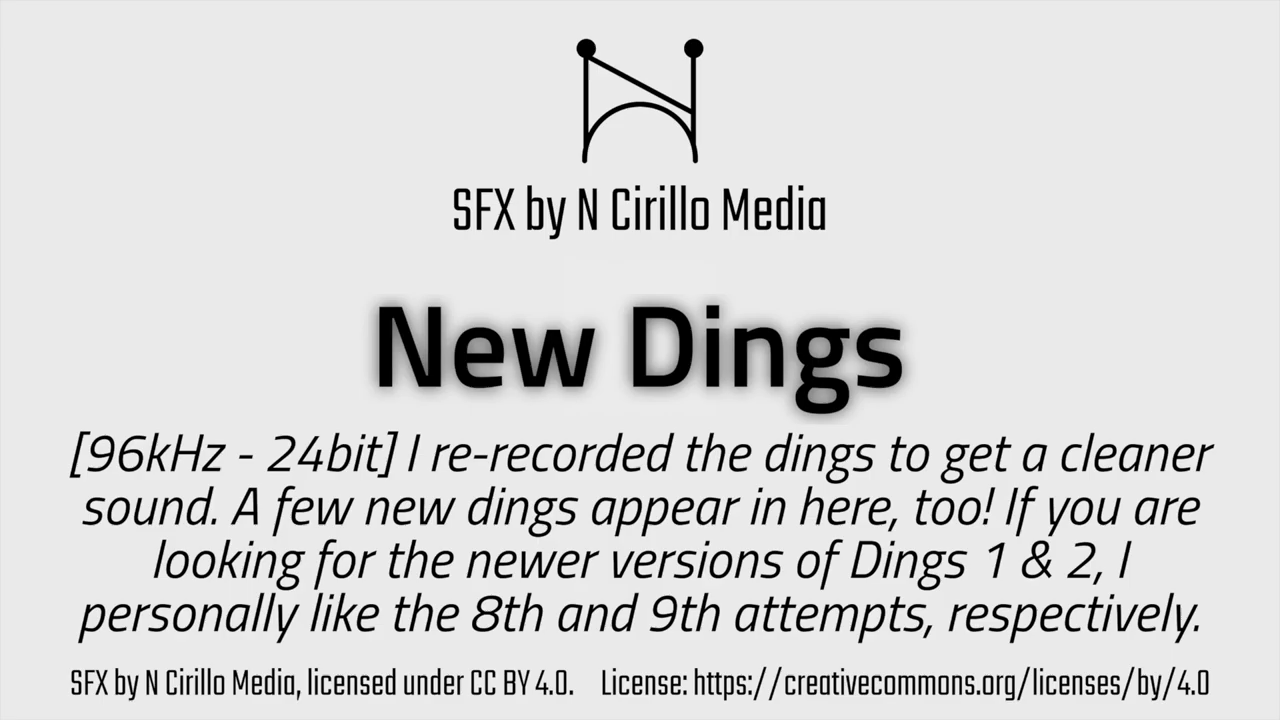 SFX by N Cirillo Media
New Dings
[96kHz - 24bit] I re-recorded the dings to get a cleaner
sound. A few new dings appear in here, too! If you are
looking for the newer versions of Dings 1 & 2, I
personally like the 8th and 9th attempts, respectively.
SFX by N Cirillo Media, licensed under CC BY 4.0. License: https://creativecommons.org/licenses/by/4.0